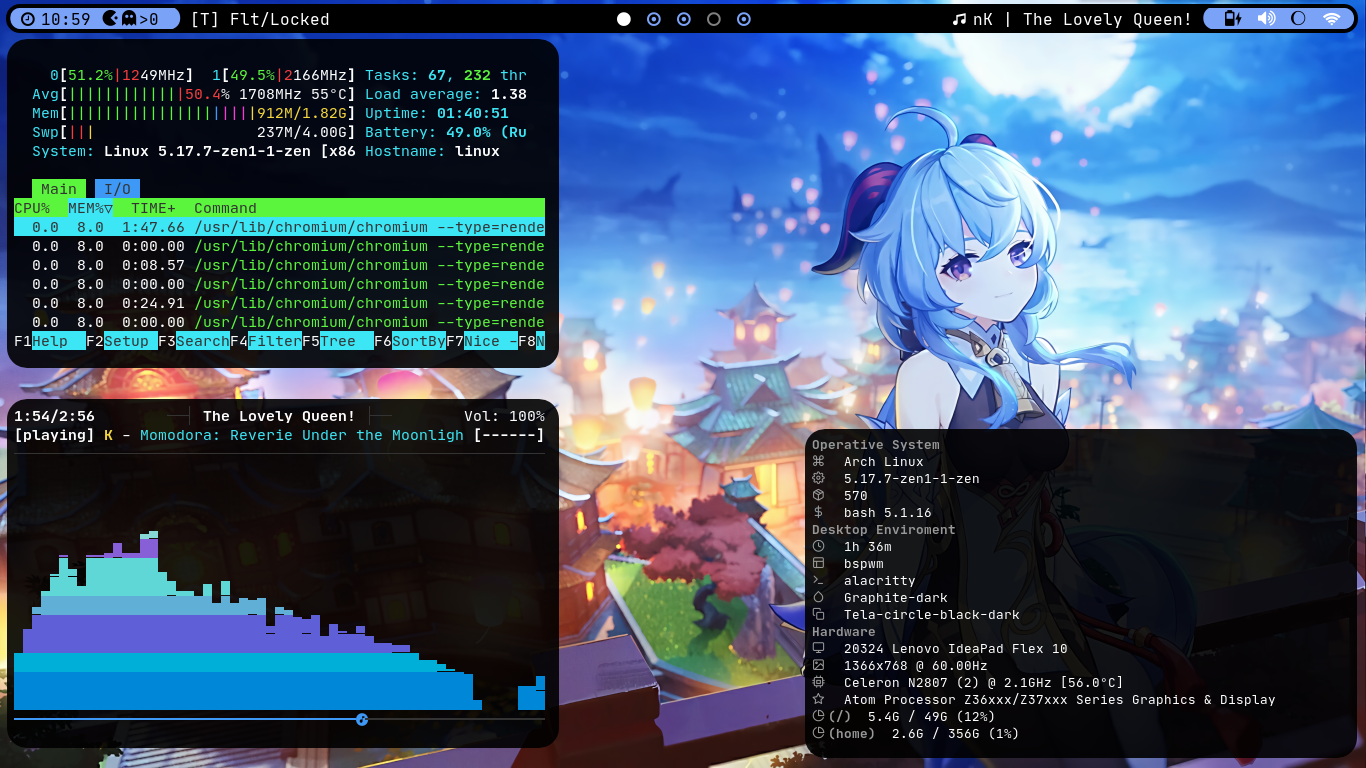 10:59 >0 [T] Flt/Locked nK | The Lovely Queen!
0[51.2%|1249MHz] 1[49.5%|2166MHz] Tasks: 67, 232 thr
Avg[|||||||||||||50.4% 1708MHz 55°C] Load average: 1.38
Mem[|||||||||||||||||||||912M/1.82G] Uptime: 01:40:51
Swp[||| 237M/4.00G] Battery: 49.0% (Ru
System: Linux 5.17.7-zen1-1-zen [x86 Hostname: linux
Main I/O
CPU% MEM%▽ TIME+ Command
0.0 8.0 1:47.66 /usr/lib/chromium/chromium --type=rende
0.0 8.0 0:00.00 /usr/lib/chromium/chromium --type=rende
0.0 8.0 0:08.57 /usr/lib/chromium/chromium --type=rende
0.0 8.0 0:00.00 /usr/lib/chromium/chromium --type=rende
0.0 8.0 0:24.91 /usr/lib/chromium/chromium --type=rende
0.0 8.0 0:00.00 /usr/lib/chromium/chromium --type=rende
F1Help F2Setup F3SearchF4FilterF5Tree F6SortByF7Nice -F8N
1:54/2:56 The Lovely Queen! Vol: 100%
[playing] K - Momodora: Reverie Under the Moonligh [------]
Operative System
Arch Linux
5.17.7-zen1-1-zen
570
bash 5.1.16
Desktop Enviroment
1h 36m
bspwm
alacritty
Graphite-dark
Tela-circle-black-dark
Hardware
20324 Lenovo IdeaPad Flex 10
1366x768 @ 60.00Hz
Celeron N2807 (2) @ 2.1GHz [56.0°C]
Atom Processor Z36xxx/Z37xxx Series Graphics & Display
(/) 5.4G / 49G (12%)
(home) 2.6G / 356G (1%)